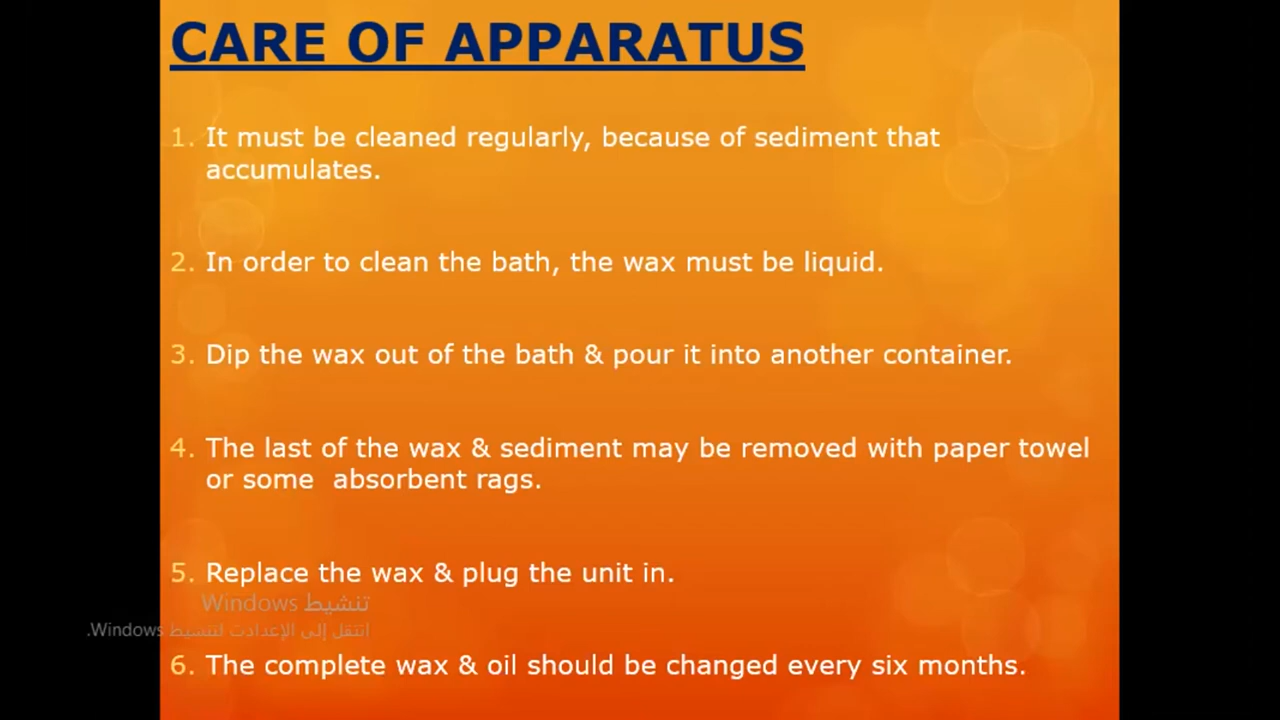 CARE OF APPARATUS
1. It must be cleaned regularly, because of sediment that
accumulates.
2. In order to clean the bath, the wax must be liquid.
3. Dip the wax out of the bath & pour it into another container.
4. The last of the wax & sediment may be removed with paper towel
or some absorbent rags.
5. Replace the wax & plug the unit in.
تنشيط Windows
انتقل إلى الإعدادت لتنشيط Windows.
6. The complete wax & oil should be changed every six months.